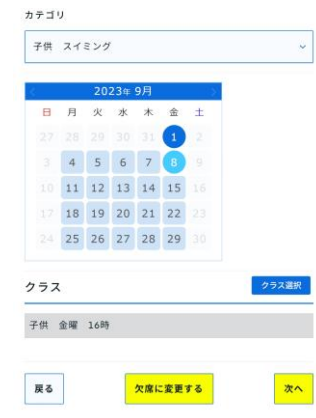 カテゴリ
子供 スイミング
2023年 9月
日 月 火 水 木 金 土
27 28 29 30 31 1 2
3 4 5 6 7 8 9
10 11 12 13 14 15 16
17 18 19 20 21 22 23
24 25 26 27 28 29 30
クラス クラス選択
子供 金曜 16時
戻る 欠席に変更する 次へ